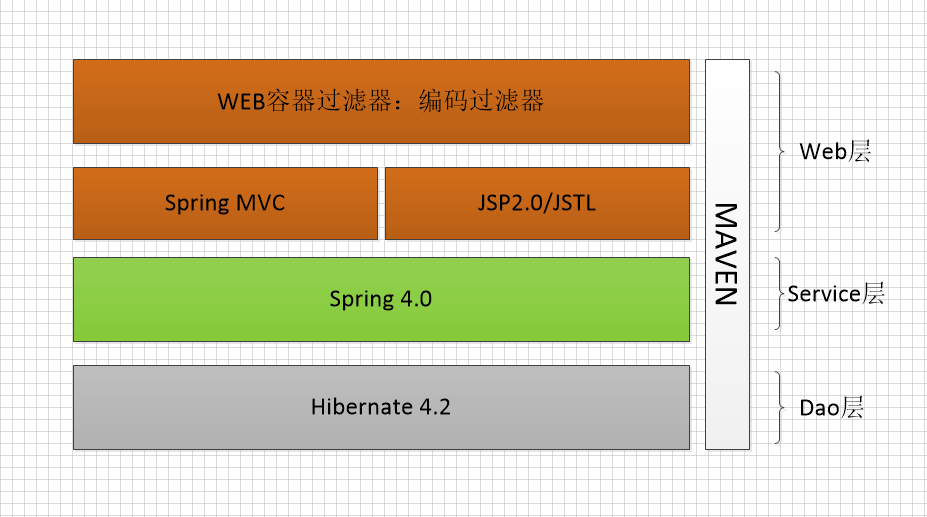 WEB容器过滤器：编码过滤器
Web层
Spring MVC
JSP2.0/JSTL
MAVEN
Spring 4.0
Service层
Hibernate 4.2
Dao层